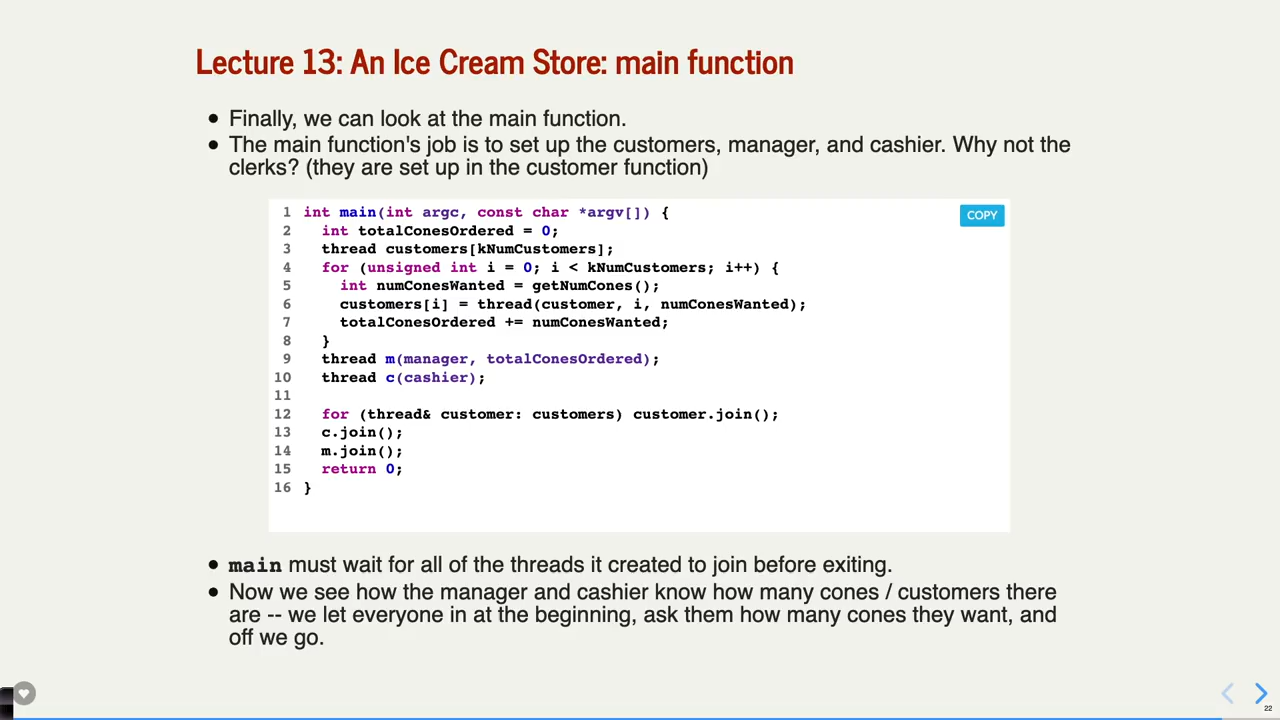 Lecture 13: An Ice Cream Store: main function
● Finally, we can look at the main function.
● The main function's job is to set up the customers, manager, and cashier. Why not the
clerks? (they are set up in the customer function)
COPY
1 int main(int argc, const char *argv[]) {
2   int totalConesOrdered = 0;
3   thread customers[kNumCustomers];
4   for (unsigned int i = 0; i < kNumCustomers; i++) {
5     int numConesWanted = getNumCones();
6     customers[i] = thread(customer, i, numConesWanted);
7     totalConesOrdered += numConesWanted;
8   }
9   thread m(manager, totalConesOrdered);
10   thread c(cashier);
11
12   for (thread& customer: customers) customer.join();
13   c.join();
14   m.join();
15   return 0;
16 }
● main must wait for all of the threads it created to join before exiting.
● Now we see how the manager and cashier know how many cones / customers there
are -- we let everyone in at the beginning, ask them how many cones they want, and
off we go.
22